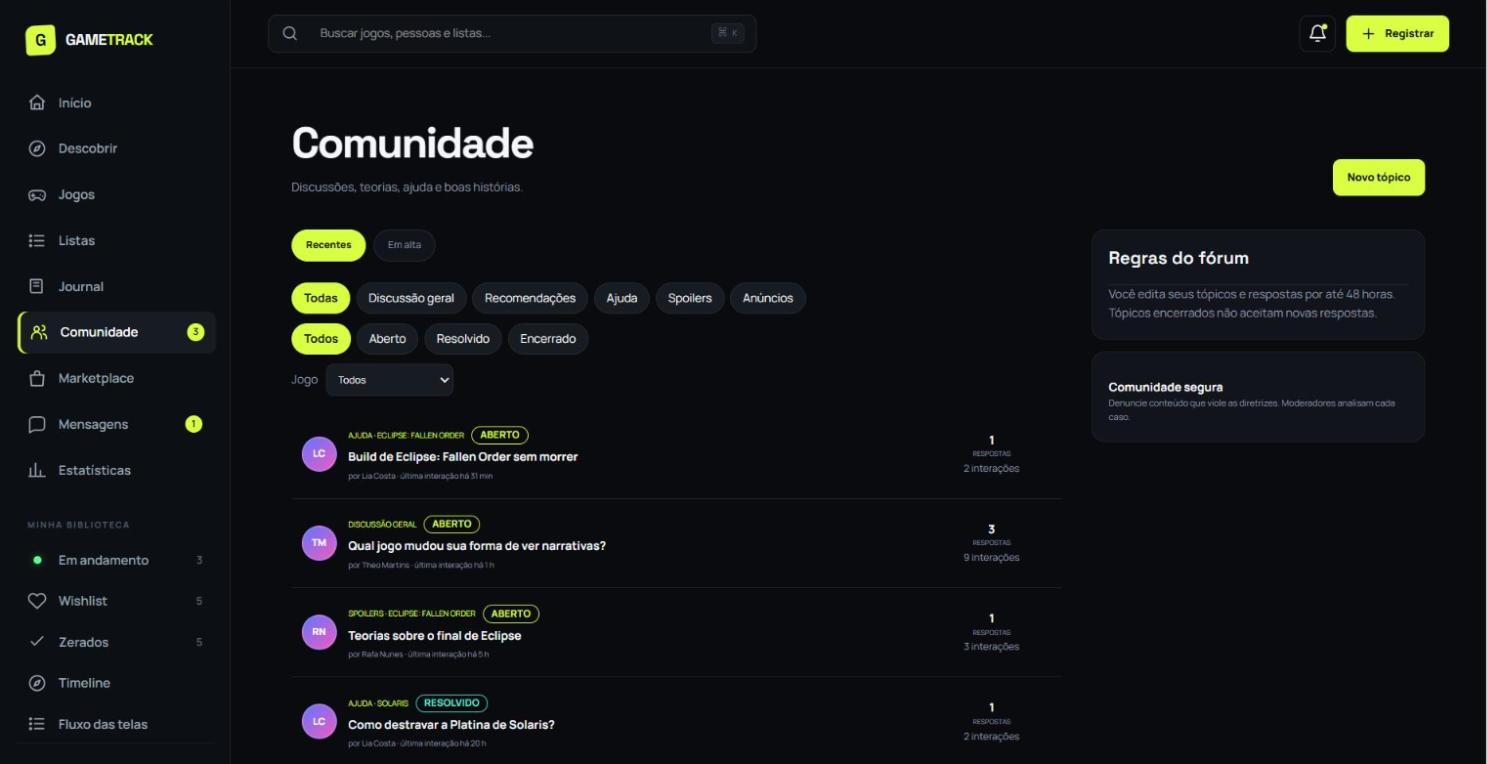 G GAMETRACK
Buscar jogos, pessoas e listas...
⌘ K
+ Registrar
Início
Descobrir
Jogos
Listas
Journal
Comunidade 3
Marketplace
Mensagens 1
Estatísticas
MINHA BIBLIOTECA
Em andamento 3
Wishlist 5
Zerados 5
Timeline
Fluxo das telas
Comunidade
Discussões, teorias, ajuda e boas histórias.
Novo tópico
Recentes Em alta
Todas Discussão geral Recomendações Ajuda Spoilers Anúncios
Todos Aberto Resolvido Encerrado
Jogo Todos
LC
AJUDA · ECLIPSE: FALLEN ORDER ABERTO
Build de Eclipse: Fallen Order sem morrer
por Lia Costa · última interação há 31 min
1
RESPOSTAS
2 interações
TM
DISCUSSÃO GERAL ABERTO
Qual jogo mudou sua forma de ver narrativas?
por Theo Martins · última interação há 1 h
3
RESPOSTAS
9 interações
RN
SPOILERS · ECLIPSE: FALLEN ORDER ABERTO
Teorias sobre o final de Eclipse
por Rafa Nunes · última interação há 5 h
1
RESPOSTAS
3 interações
LC
AJUDA · SOLARIS RESOLVIDO
Como destravar a Platina de Solaris?
por Lia Costa · última interação há 20 h
1
RESPOSTAS
2 interações
Regras do fórum
Você edita seus tópicos e respostas por até 48 horas.
Tópicos encerrados não aceitam novas respostas.
Comunidade segura
Denuncie conteúdo que viole as diretrizes. Moderadores analisam cada
caso.